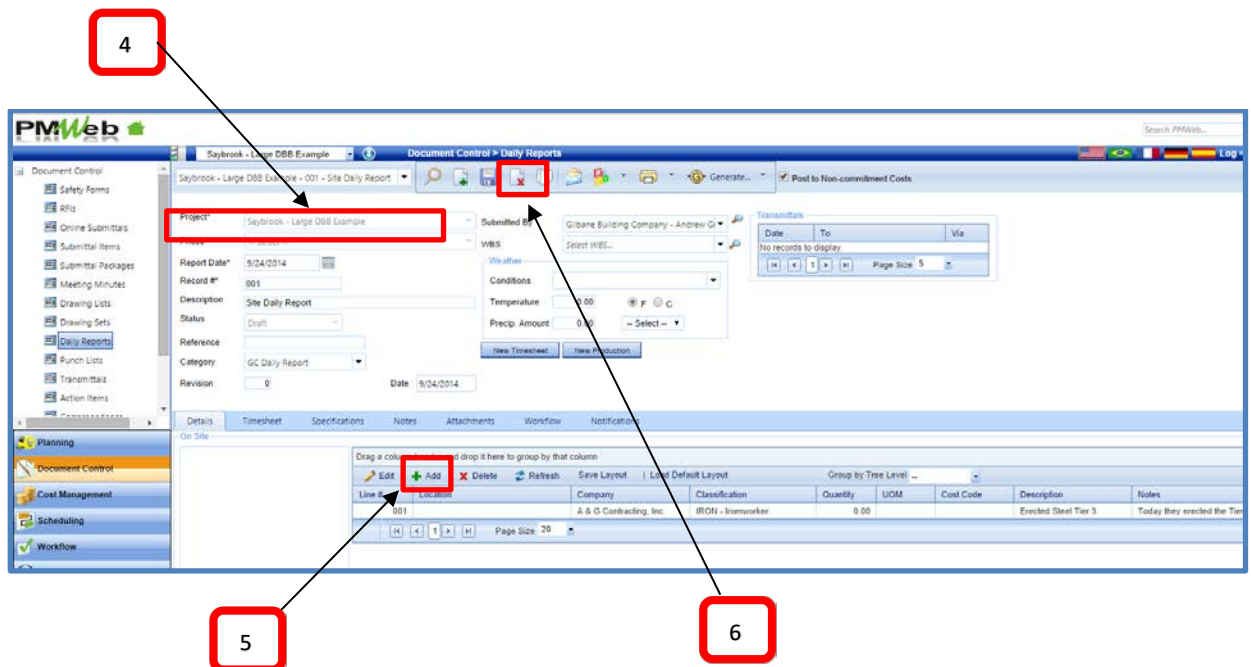 4
PMWeb
Search PMWeb...
Saybrook - Large DBB Example
Document Control > Daily Reports
Log
Document Control
Safety Forms
RFIs
Online Submittals
Submittal Items
Submittal Packages
Meeting Minutes
Drawing Lists
Drawing Sets
Daily Reports
Punch Lists
Transmittals
Action Items
Planning
Document Control
Cost Management
Scheduling
Workflow
Saybrook - Large DBB Example - 001 - Site Daily Report
Generate...
Post to Non-commitment Costs
Project*
Saybrook - Large DBB Example
Phase
-- Select --
Report Date*
9/24/2014
Record #*
001
Description
Site Daily Report
Status
Draft
Reference
Category
GC Daily Report
Revision
0
Date 9/24/2014
Submitted By
Gilbane Building Company - Andrew Gi
WBS
Select WBS...
Weather
Conditions
Temperature
0.00
F
C
Precip. Amount
0.00
-- Select --
New Timesheet
New Production
Transmittals
Date To Via
No records to display.
1 Page Size 5
Details Timesheet Specifications Notes Attachments Workflow Notifications
On Site
Drag a column header and drop it here to group by that column
Edit Add Delete Refresh Save Layout | Load Default Layout Group by Tree Level: ...
Line # Location Company Classification Quantity UOM Cost Code Description Notes
001 A & G Contracting, Inc. IRON - Ironworker 0.00 Erected Steel Tier 3 Today they erected the Tier
1 Page Size 20
5
6